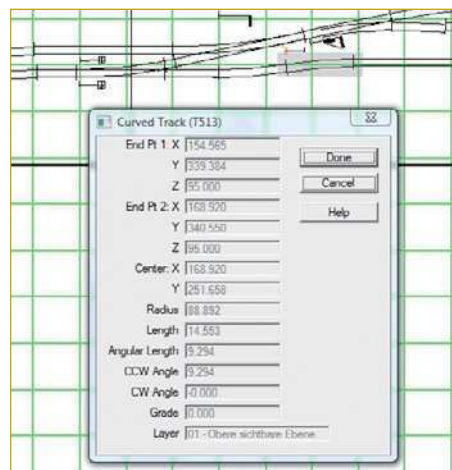 Curved Track (T513)
End Pt 1: X 154.565
Y 339.384
Z 95.000
End Pt 2: X 168.920
Y 340.550
Z 95.000
Center: X 168.920
Y 251.658
Radius 88.892
Length 14.553
Angular Length 9.294
CCW Angle 9.294
CW Angle -0.000
Grade 0.000
Layer 01 - Obere sichtbare Ebene
Done
Cancel
Help